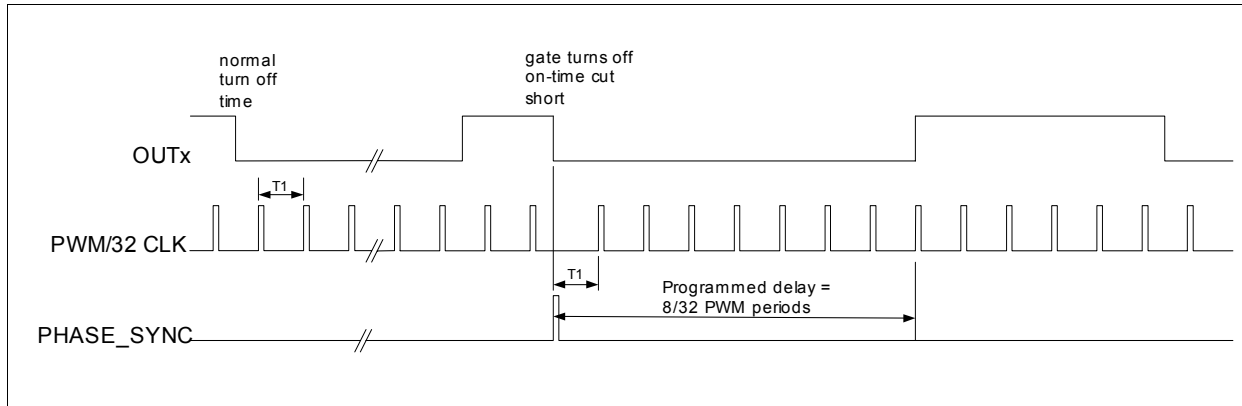 normal
turn off
time
gate turns off
on-time cut
short
OUTx
T1
PWM/32 CLK
T1
Programmed delay =
8/32 PWM periods
PHASE_SYNC